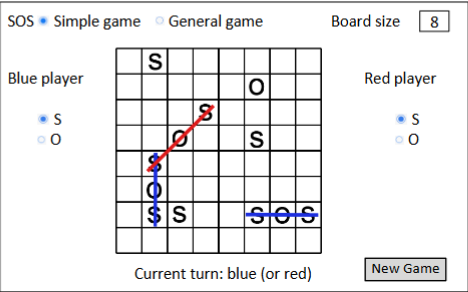 SOS Simple game General game Board size 8
S
Blue player O Red player
S
S S
O O O S O
S
O
S S S O S
Current turn: blue (or red) New Game